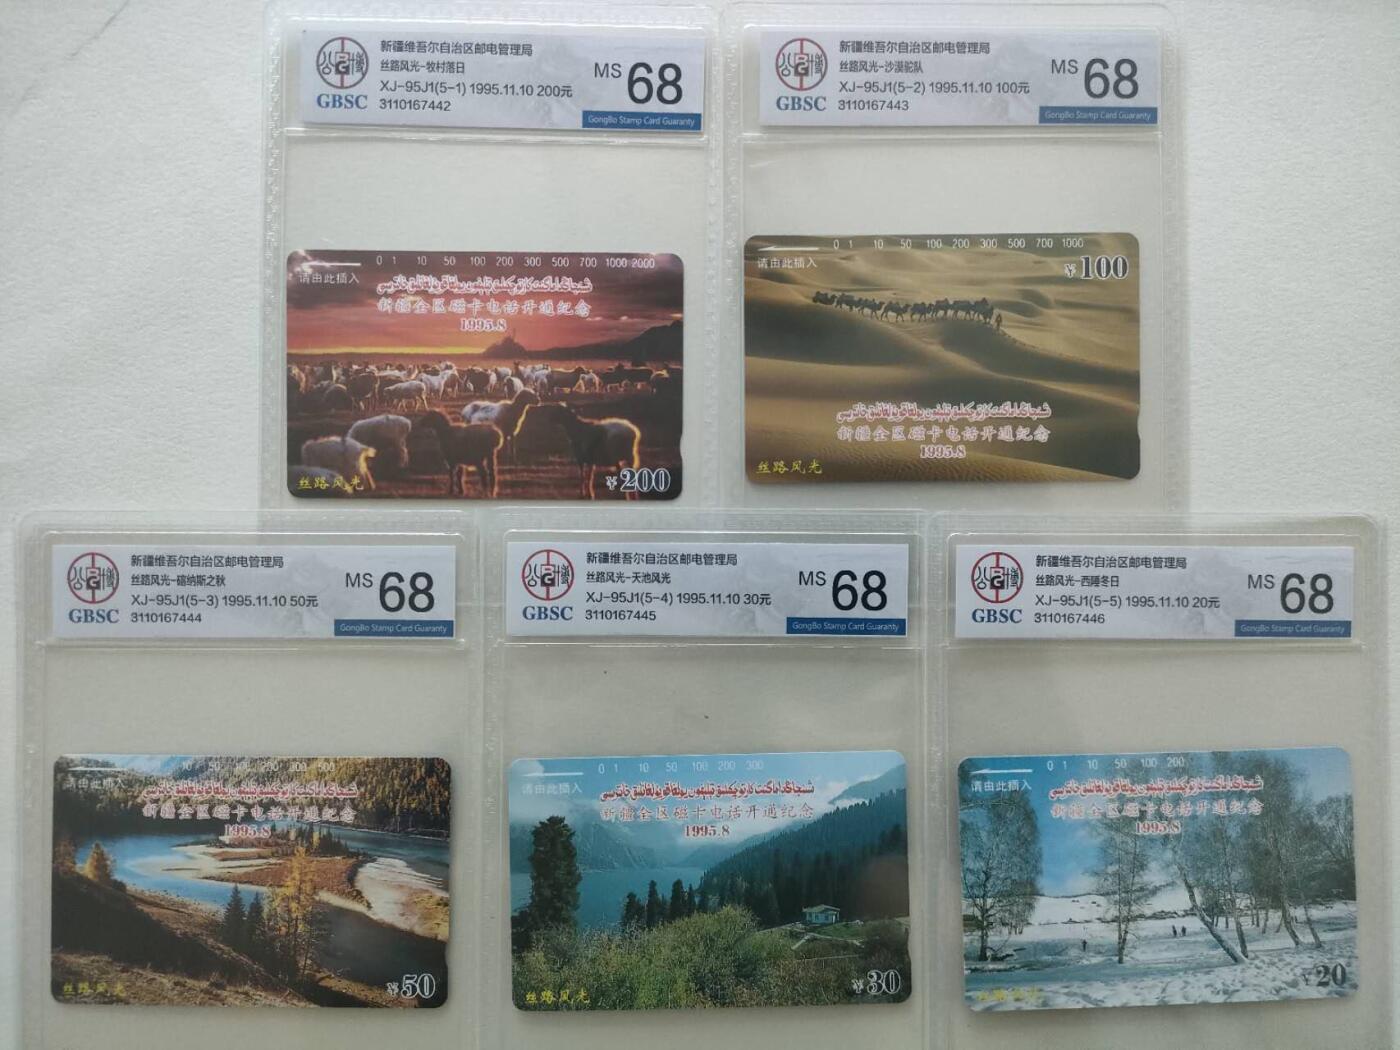 GBSC
新疆维吾尔自治区邮电管理局
丝路风光-牧村落日
XJ-95J1(5-1) 1995.11.10 200元
3110167442
MS 68
GongBo Stamp Card Guaranty
0 1 10 50 100 200 300 500 700 1000 2000
请由此插入
新疆全区磁卡电话开通纪念
1995.8
丝路风光
¥200
GBSC
新疆维吾尔自治区邮电管理局
丝路风光-沙漠驼队
XJ-95J1(5-2) 1995.11.10 100元
3110167443
MS 68
GongBo Stamp Card Guaranty
0 1 10 50 100 200 300 500 700 1000
请由此插入
¥100
新疆全区磁卡电话开通纪念
1995.8
丝路风光
GBSC
新疆维吾尔自治区邮电管理局
丝路风光-碦纳斯之秋
XJ-95J1(5-3) 1995.11.10 50元
3110167444
MS 68
GongBo Stamp Card Guaranty
10 50 100 200 300 500
请由此插入
新疆全区磁卡电话开通纪念
1995.8
丝路风光
¥50
GBSC
新疆维吾尔自治区邮电管理局
丝路风光-天池风光
XJ-95J1(5-4) 1995.11.10 30元
3110167445
MS 68
GongBo Stamp Card Guaranty
0 1 10 50 100 200 300
请由此插入
新疆全区磁卡电话开通纪念
1995.8
丝路风光
¥30
GBSC
新疆维吾尔自治区邮电管理局
丝路风光-西陲冬日
XJ-95J1(5-5) 1995.11.10 20元
3110167446
MS 68
GongBo Stamp Card Guaranty
0 1 10 50 100 200
请由此插入
新疆全区磁卡电话开通纪念
1995.8
丝路风光
¥20